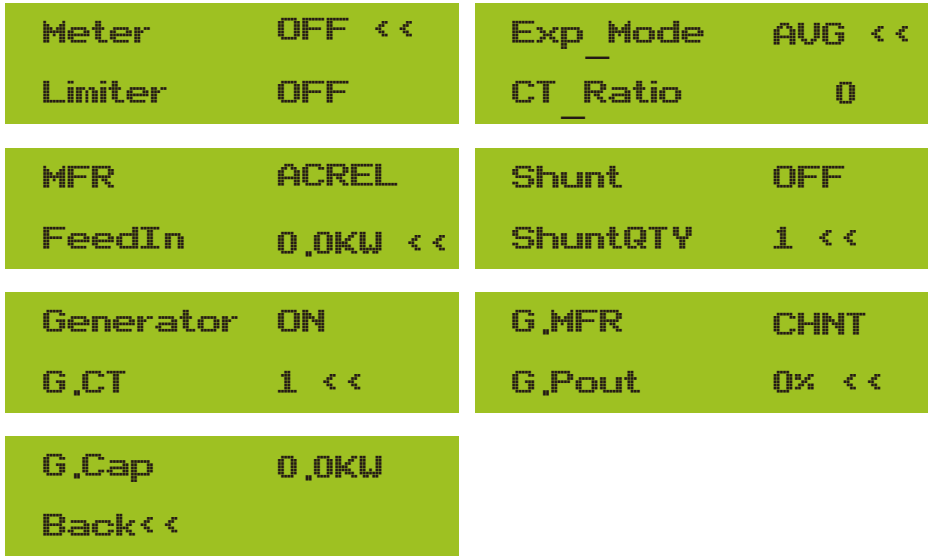 Meter OFF <<
Limiter OFF
Exp_Mode AVG <<
CT_Ratio 0
MFR ACREL
FeedIn 0.0KW <<
Shunt OFF
ShuntQTY 1 <<
Generator ON
G.CT 1 <<
G.MFR CHNT
G.Pout 0% <<
G.Cap 0.0KW
Back<<